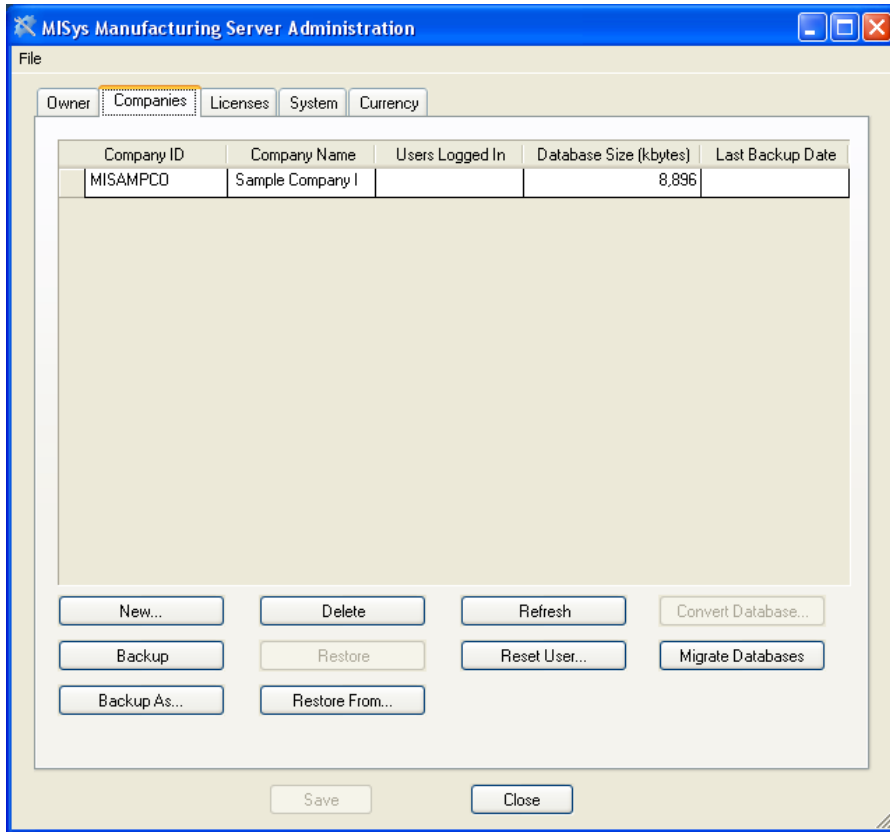 MISys Manufacturing Server Administration
File
Owner Companies Licenses System Currency
Company ID Company Name Users Logged In Database Size (kbytes) Last Backup Date
MISAMPCO Sample Company I 8,896
New... Delete Refresh Convert Database...
Backup Restore Reset User... Migrate Databases
Backup As... Restore From...
Save Close